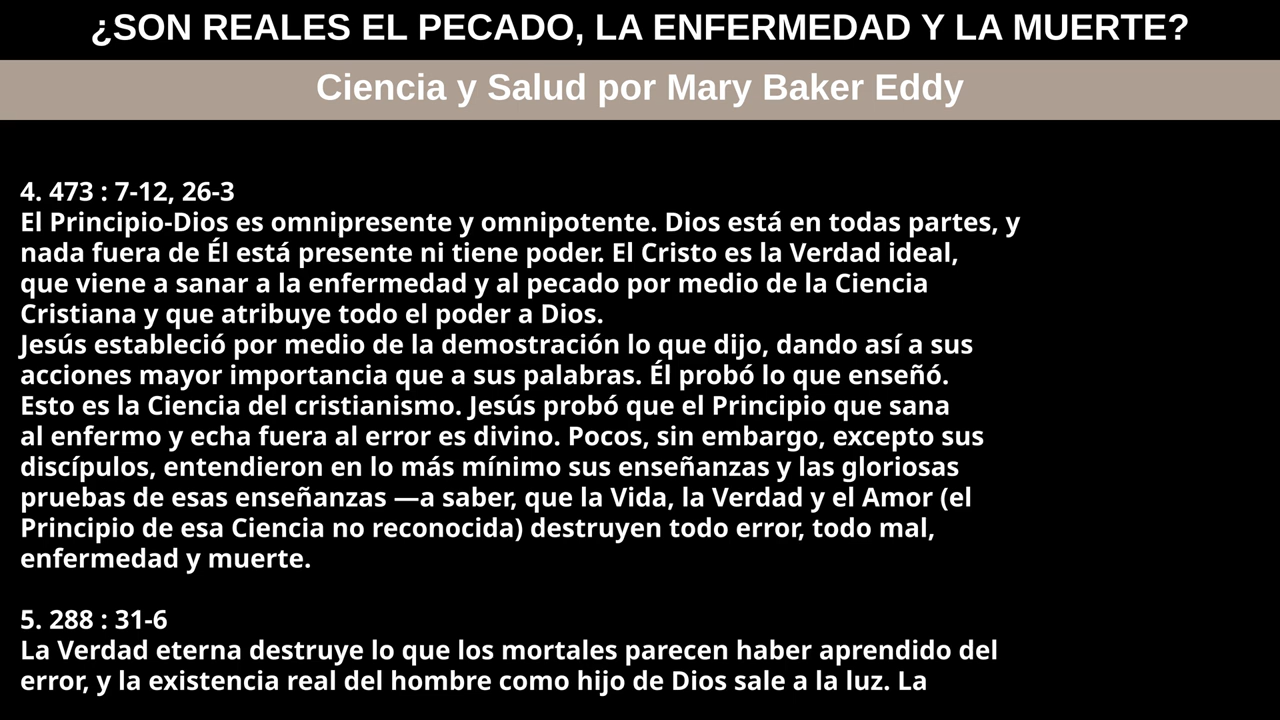 ¿SON REALES EL PECADO, LA ENFERMEDAD Y LA MUERTE?
Ciencia y Salud por Mary Baker Eddy
4. 473 : 7-12, 26-3
El Principio-Dios es omnipresente y omnipotente. Dios está en todas partes, y
nada fuera de Él está presente ni tiene poder. El Cristo es la Verdad ideal,
que viene a sanar a la enfermedad y al pecado por medio de la Ciencia
Cristiana y que atribuye todo el poder a Dios.
Jesús estableció por medio de la demostración lo que dijo, dando así a sus
acciones mayor importancia que a sus palabras. Él probó lo que enseñó.
Esto es la Ciencia del cristianismo. Jesús probó que el Principio que sana
al enfermo y echa fuera al error es divino. Pocos, sin embargo, excepto sus
discípulos, entendieron en lo más mínimo sus enseñanzas y las gloriosas
pruebas de esas enseñanzas —a saber, que la Vida, la Verdad y el Amor (el
Principio de esa Ciencia no reconocida) destruyen todo error, todo mal,
enfermedad y muerte.
5. 288 : 31-6
La Verdad eterna destruye lo que los mortales parecen haber aprendido del
error, y la existencia real del hombre como hijo de Dios sale a la luz. La